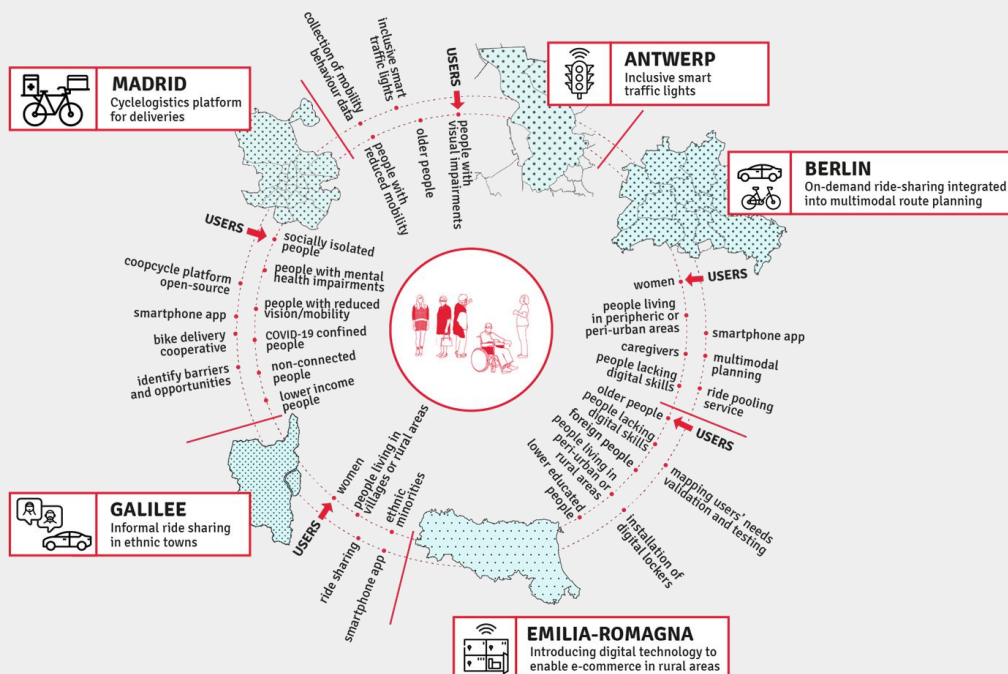 MADRID
Cyclelogistics platform
for deliveries
collection of mobility
behaviour data
inclusive smart
traffic lights
USERS
people with
reduced mobility
older people
people with
visual impairments
ANTWERP
Inclusive smart
traffic lights
BERLIN
On-demand ride-sharing integrated
into multimodal route planning
USERS
women
people living
in peripheric or
peri-urban areas
caregivers
people lacking
digital skills
smartphone app
multimodal
planning
ride pooling
service
USERS
older people
people lacking
digital skills
foreign people
people living in
peri-urban or
rural areas
lower educated
people
mapping users' needs
validation and testing
installation of
digital lockers
EMILIA-ROMAGNA
Introducing digital technology to
enable e-commerce in rural areas
USERS
women
people living in
villages or rural areas
ethnic
minorities
ride sharing
smartphone app
GALILEE
Informal ride sharing
in ethnic towns
USERS
socially isolated
people
people with mental
health impairments
people with reduced
vision/mobility
COVID-19 confined
people
non-connected
people
lower income
people
coopcycle platform
open-source
smartphone app
bike delivery
cooperative
identify barriers
and opportunities